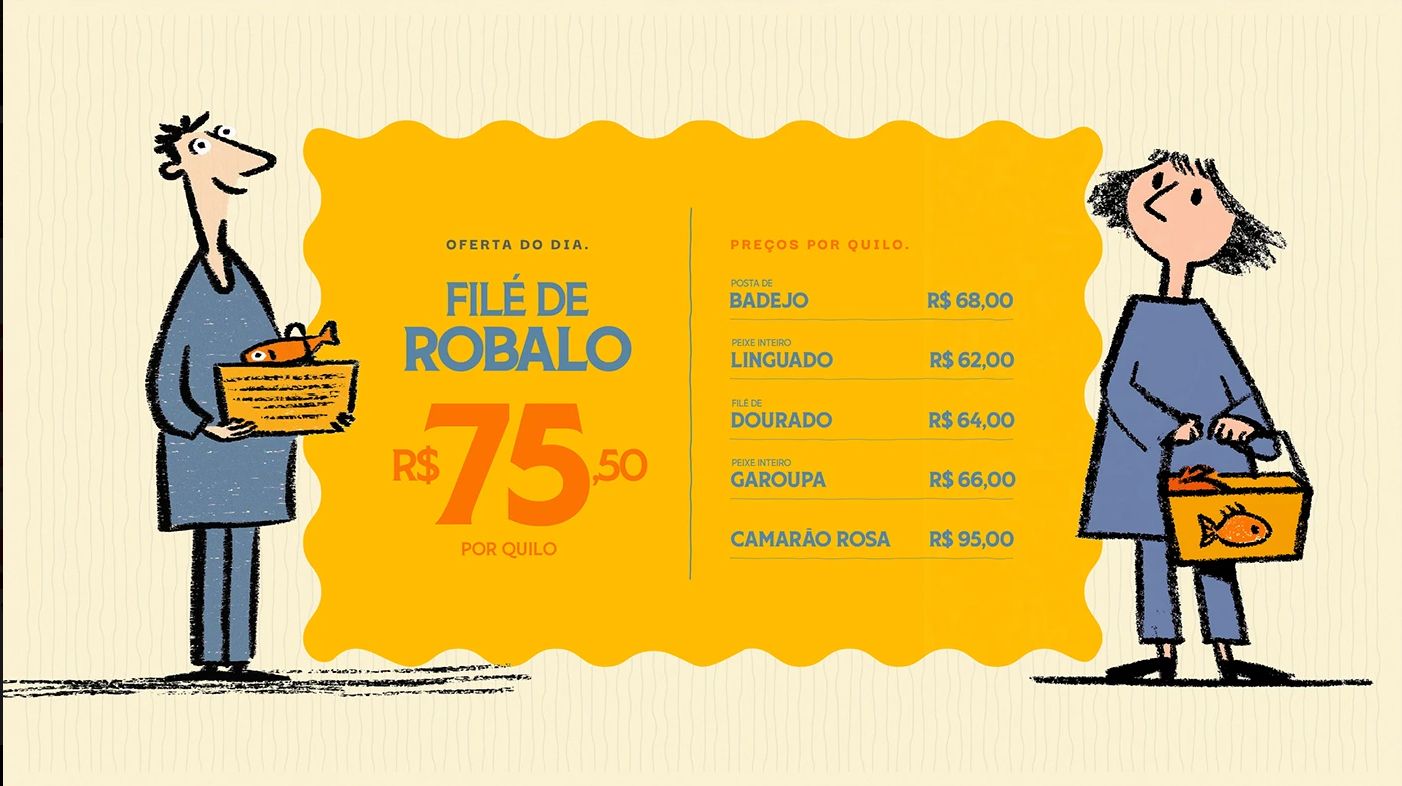 OFERTA DO DIA.
FILÉ DE
ROBALO
R$ 75,50
POR QUILO
PREÇOS POR QUILO.
POSTA DE
BADEJO R$ 68,00
PEIXE INTEIRO
LINGUADO R$ 62,00
FILÉ DE
DOURADO R$ 64,00
PEIXE INTEIRO
GAROUPA R$ 66,00
CAMARÃO ROSA R$ 95,00